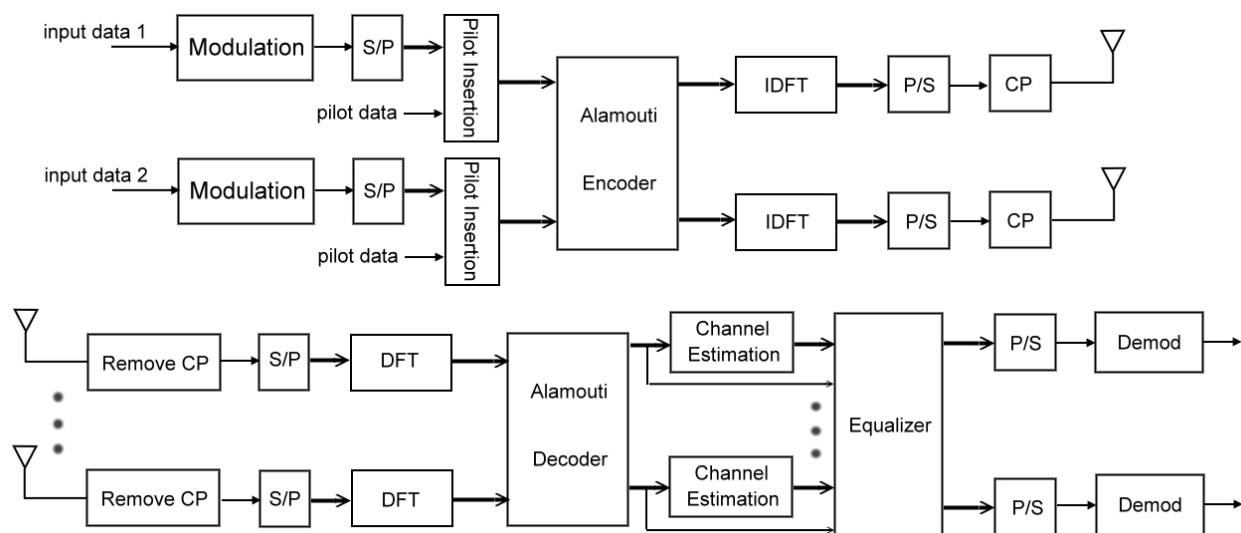 input data 1
Modulation
S/P
Pilot Insertion
pilot data
Alamouti
Encoder
IDFT
P/S
CP
input data 2
Modulation
S/P
Pilot Insertion
pilot data
IDFT
P/S
CP
Remove CP
S/P
DFT
Alamouti
Decoder
Channel
Estimation
Equalizer
P/S
Demod
Remove CP
S/P
DFT
Channel
Estimation
P/S
Demod